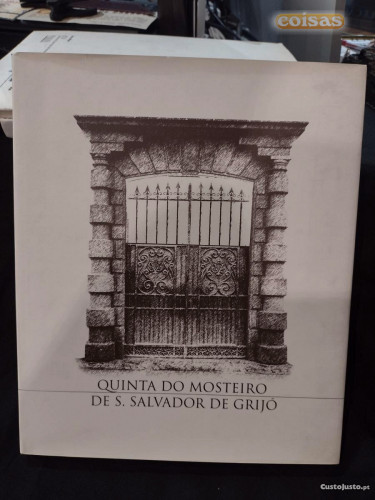 coisas
QUINTA DO MOSTEIRO
DE S. SALVADOR DE GRIJÓ
CustoJusto.pt